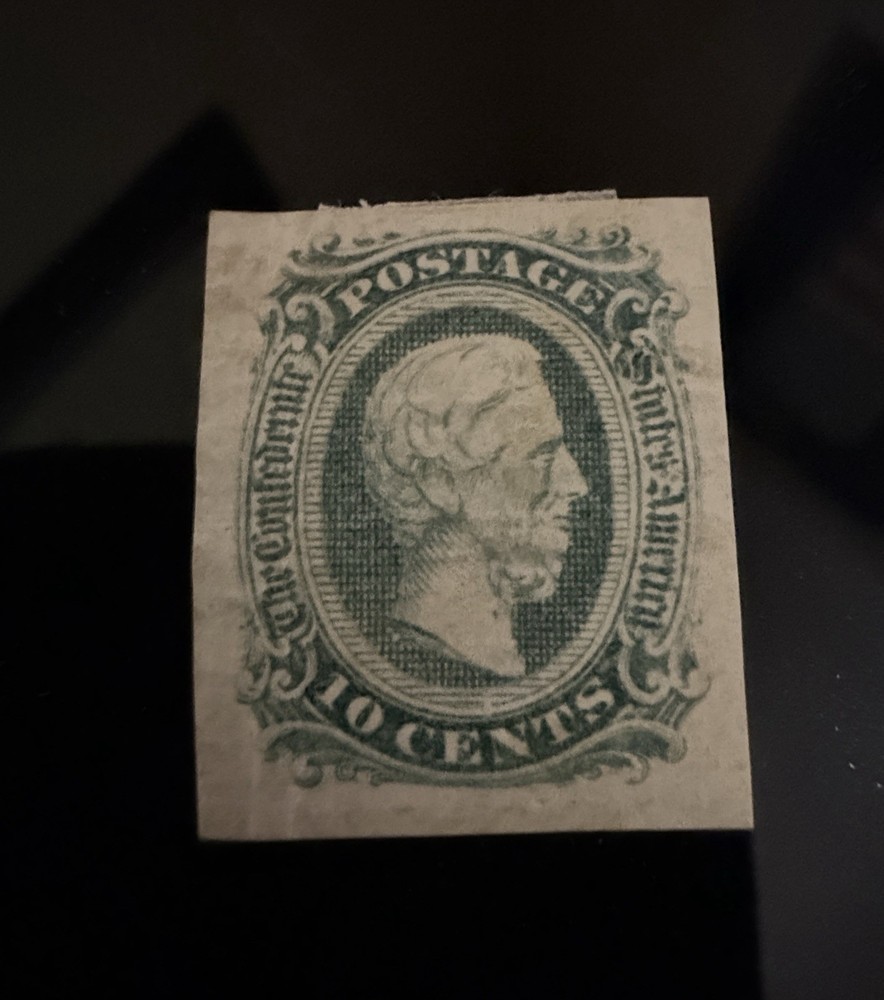 POSTAGE
The Confederate
States America
10 CENTS